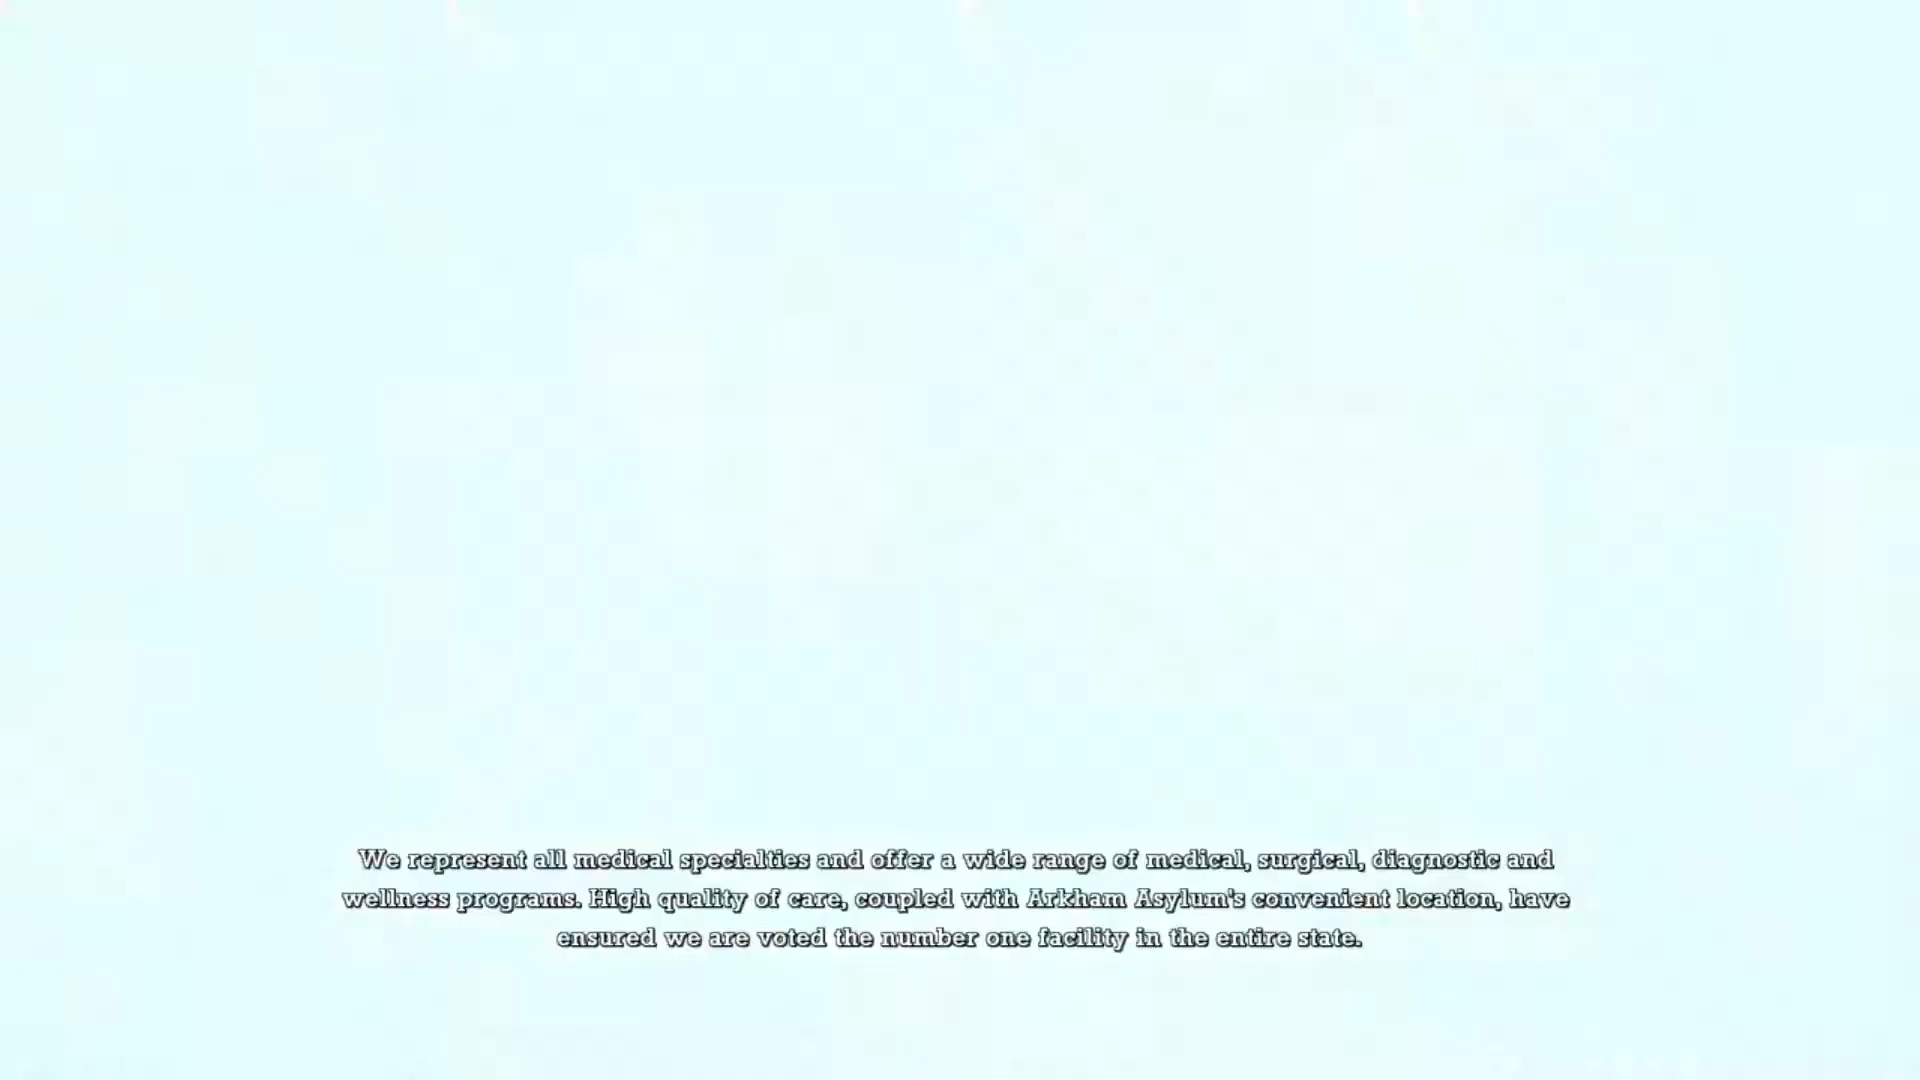 We represent all medical specialties and offer a wide range of medical, surgical, diagnostic and
wellness programs. High quality of care, coupled with Arkham Asylum's convenient location, have
ensured we are voted the number one facility in the entire state.